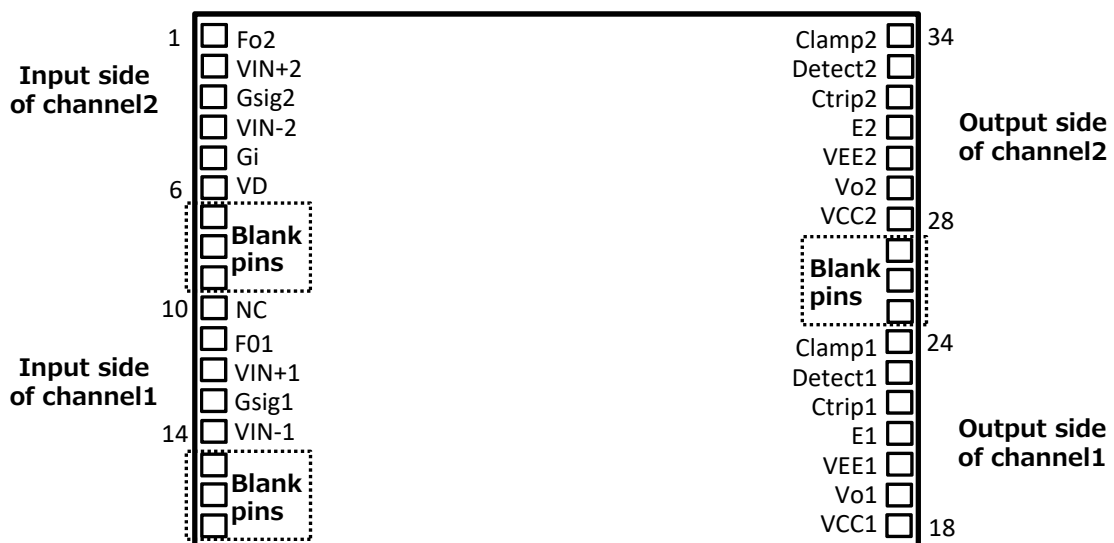 1
Fo2
VIN+2
Gsig2
VIN-2
Gi
6
VD
Input side
of channel2
Blank
pins
10
NC
F01
VIN+1
Gsig1
14
VIN-1
Input side
of channel1
Blank
pins
Clamp2
34
Detect2
Ctrip2
E2
VEE2
Vo2
VCC2
28
Output side
of channel2
Blank
pins
Clamp1
24
Detect1
Ctrip1
E1
VEE1
Vo1
VCC1
18
Output side
of channel1